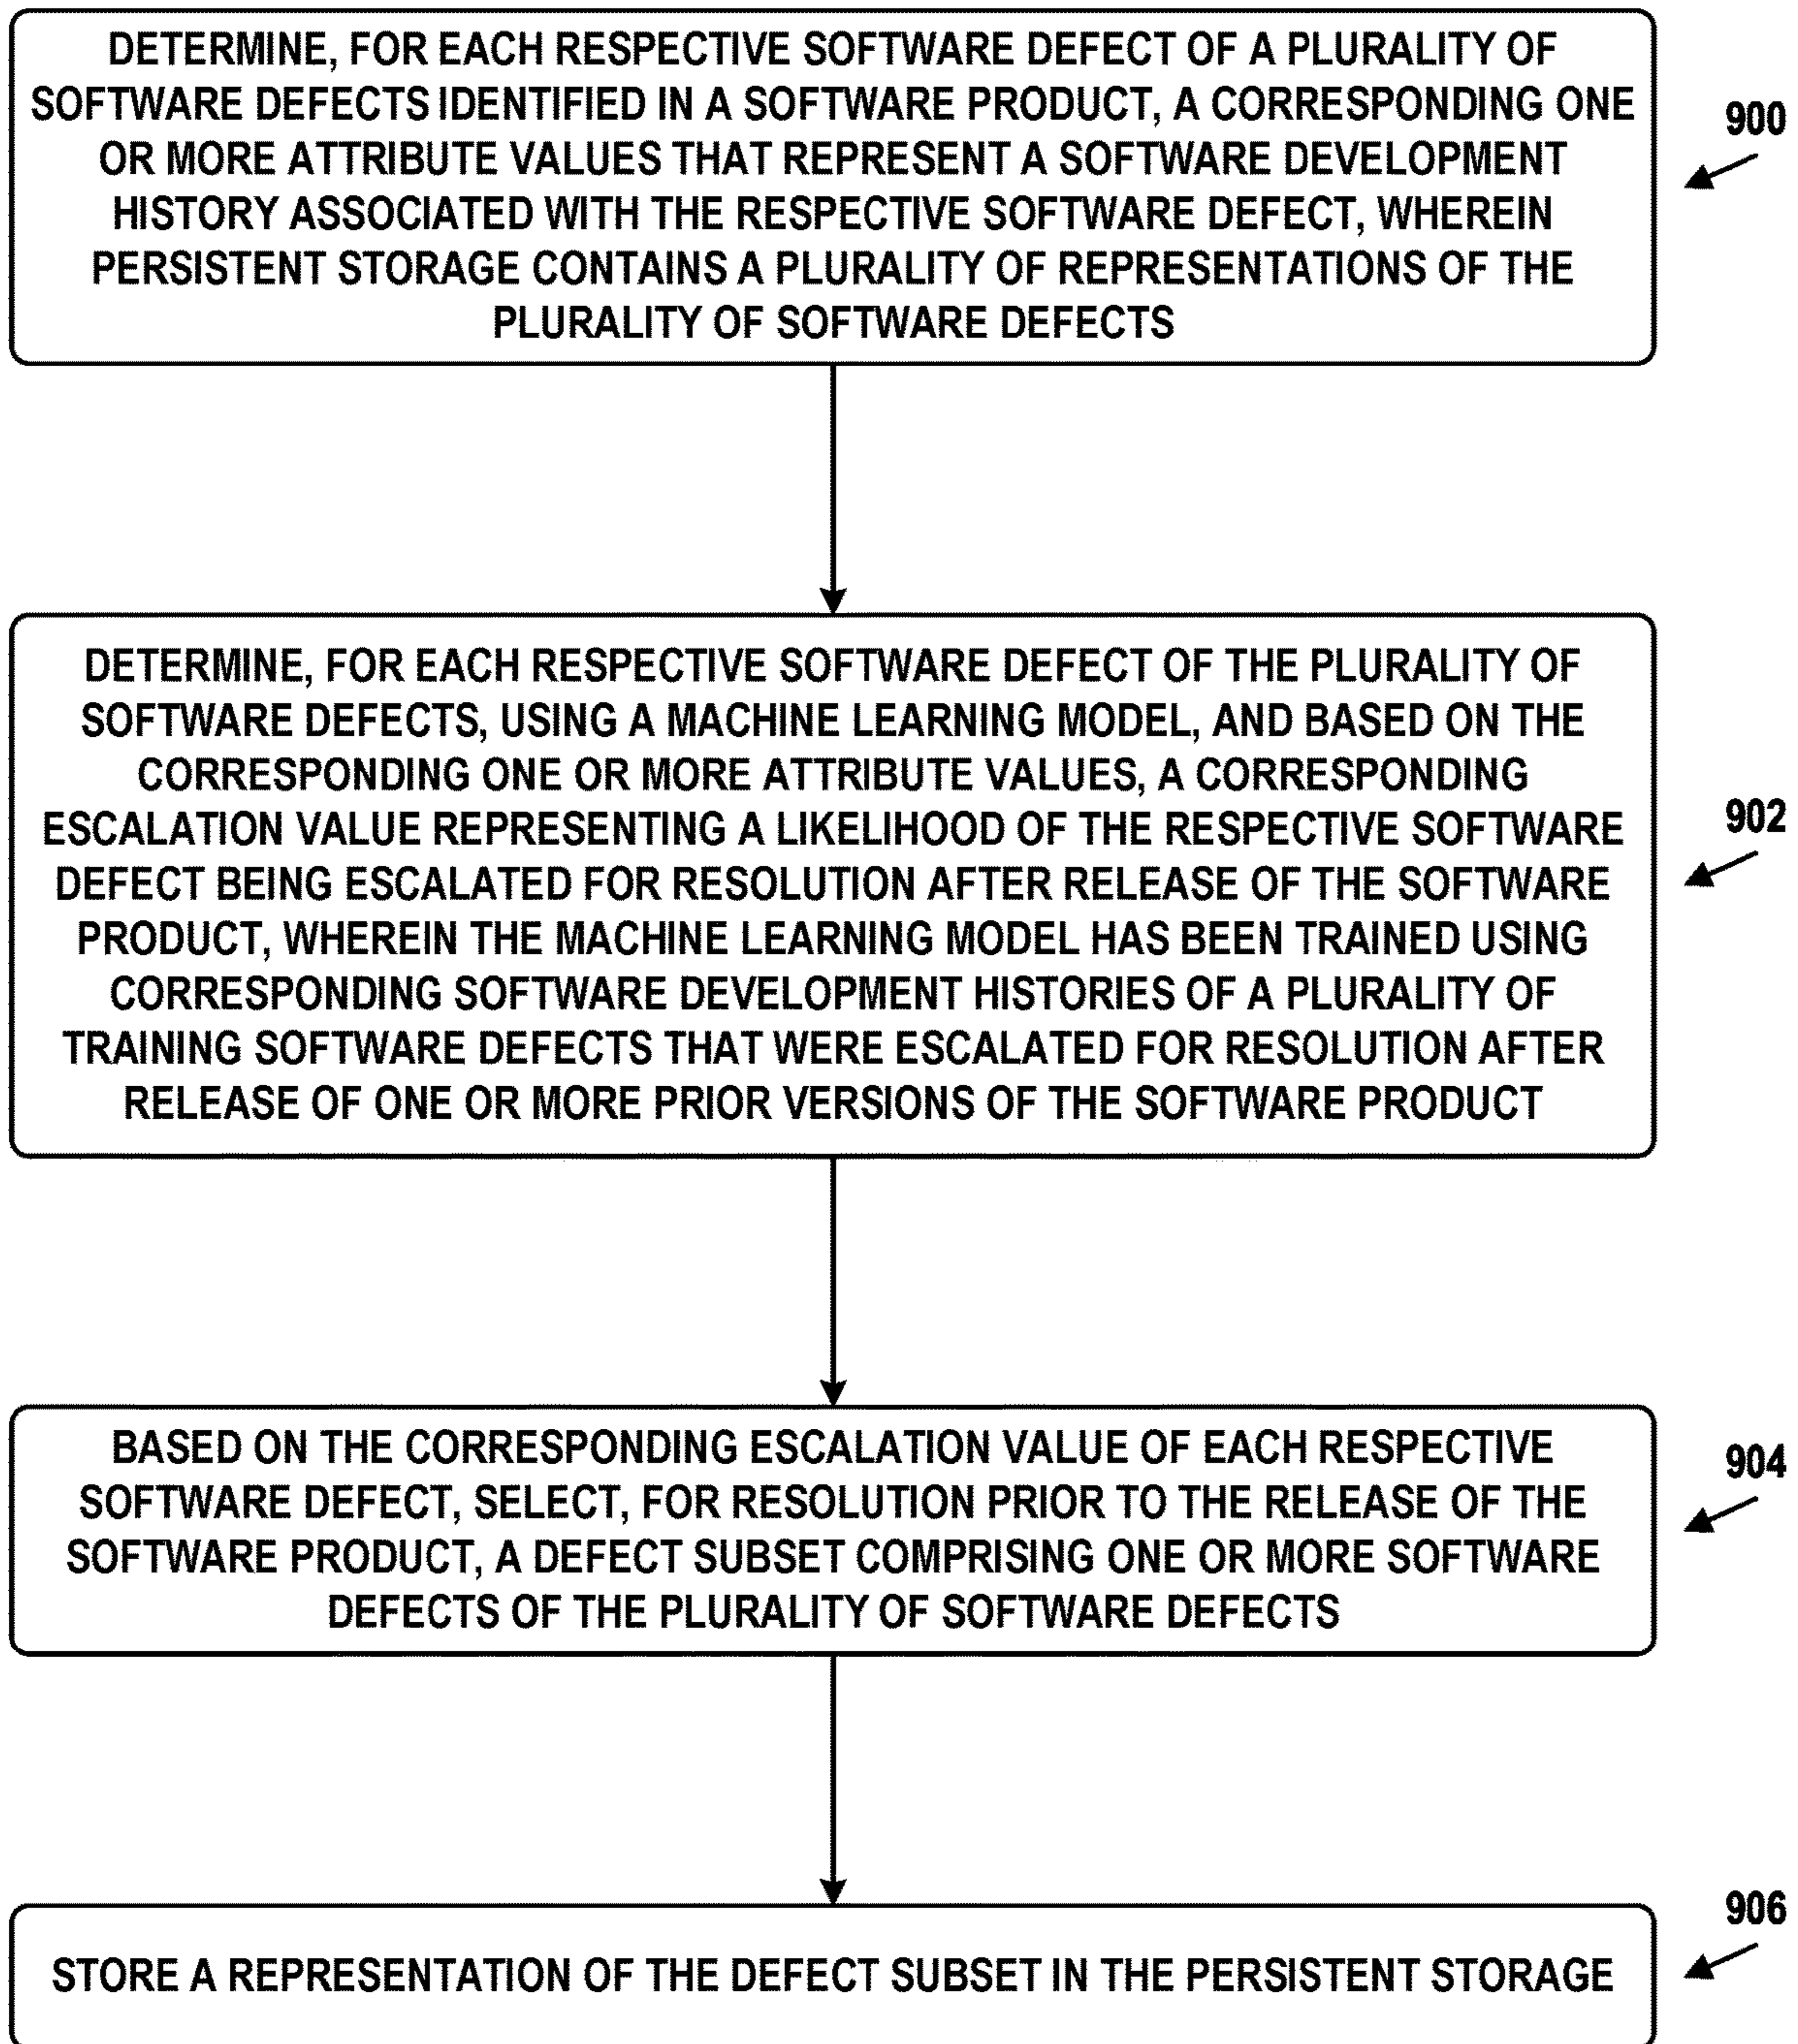 DETERMINE, FOR EACH RESPECTIVE SOFTWARE DEFECT OF A PLURALITY OF
SOFTWARE DEFECTS IDENTIFIED IN A SOFTWARE PRODUCT, A CORRESPONDING ONE
OR MORE ATTRIBUTE VALUES THAT REPRESENT A SOFTWARE DEVELOPMENT
HISTORY ASSOCIATED WITH THE RESPECTIVE SOFTWARE DEFECT, WHEREIN
PERSISTENT STORAGE CONTAINS A PLURALITY OF REPRESENTATIONS OF THE
PLURALITY OF SOFTWARE DEFECTS
900
DETERMINE, FOR EACH RESPECTIVE SOFTWARE DEFECT OF THE PLURALITY OF
SOFTWARE DEFECTS, USING A MACHINE LEARNING MODEL, AND BASED ON THE
CORRESPONDING ONE OR MORE ATTRIBUTE VALUES, A CORRESPONDING
ESCALATION VALUE REPRESENTING A LIKELIHOOD OF THE RESPECTIVE SOFTWARE
DEFECT BEING ESCALATED FOR RESOLUTION AFTER RELEASE OF THE SOFTWARE
PRODUCT, WHEREIN THE MACHINE LEARNING MODEL HAS BEEN TRAINED USING
CORRESPONDING SOFTWARE DEVELOPMENT HISTORIES OF A PLURALITY OF
TRAINING SOFTWARE DEFECTS THAT WERE ESCALATED FOR RESOLUTION AFTER
RELEASE OF ONE OR MORE PRIOR VERSIONS OF THE SOFTWARE PRODUCT
902
BASED ON THE CORRESPONDING ESCALATION VALUE OF EACH RESPECTIVE
SOFTWARE DEFECT, SELECT, FOR RESOLUTION PRIOR TO THE RELEASE OF THE
SOFTWARE PRODUCT, A DEFECT SUBSET COMPRISING ONE OR MORE SOFTWARE
DEFECTS OF THE PLURALITY OF SOFTWARE DEFECTS
904
STORE A REPRESENTATION OF THE DEFECT SUBSET IN THE PERSISTENT STORAGE
906